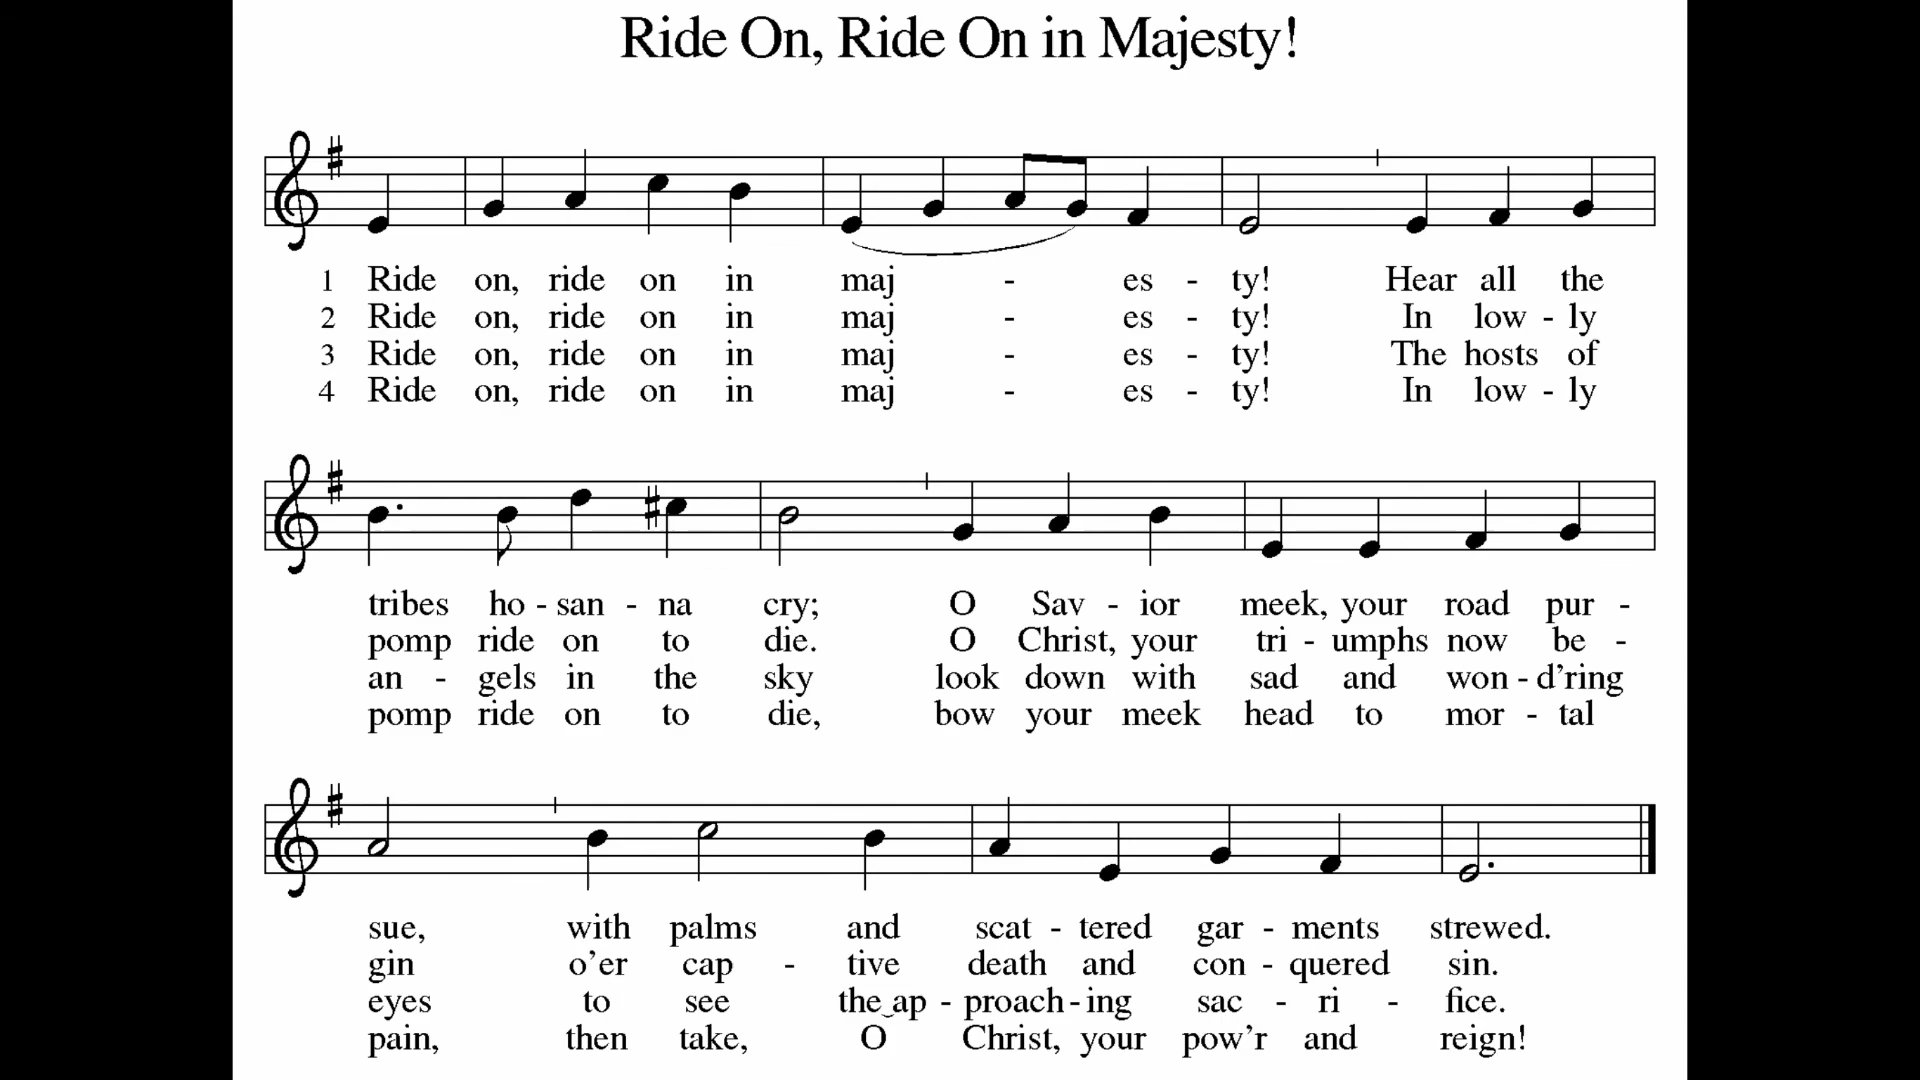 Ride On, Ride On in Majesty!
1 Ride on, ride on in maj - es - ty! Hear all the
2 Ride on, ride on in maj - es - ty! In low - ly
3 Ride on, ride on in maj - es - ty! The hosts of
4 Ride on, ride on in maj - es - ty! In low - ly
tribes ho - san - na cry; O Sav - ior meek, your road pur -
pomp ride on to die. O Christ, your tri - umphs now be -
an - gels in the sky look down with sad and won - d’ring
pomp ride on to die, bow your meek head to mor - tal
sue, with palms and scat - tered gar - ments strewed.
gin o’er cap - tive death and con - quered sin.
eyes to see the‿ap - proach - ing sac - ri - fice.
pain, then take, O Christ, your pow’r and reign!